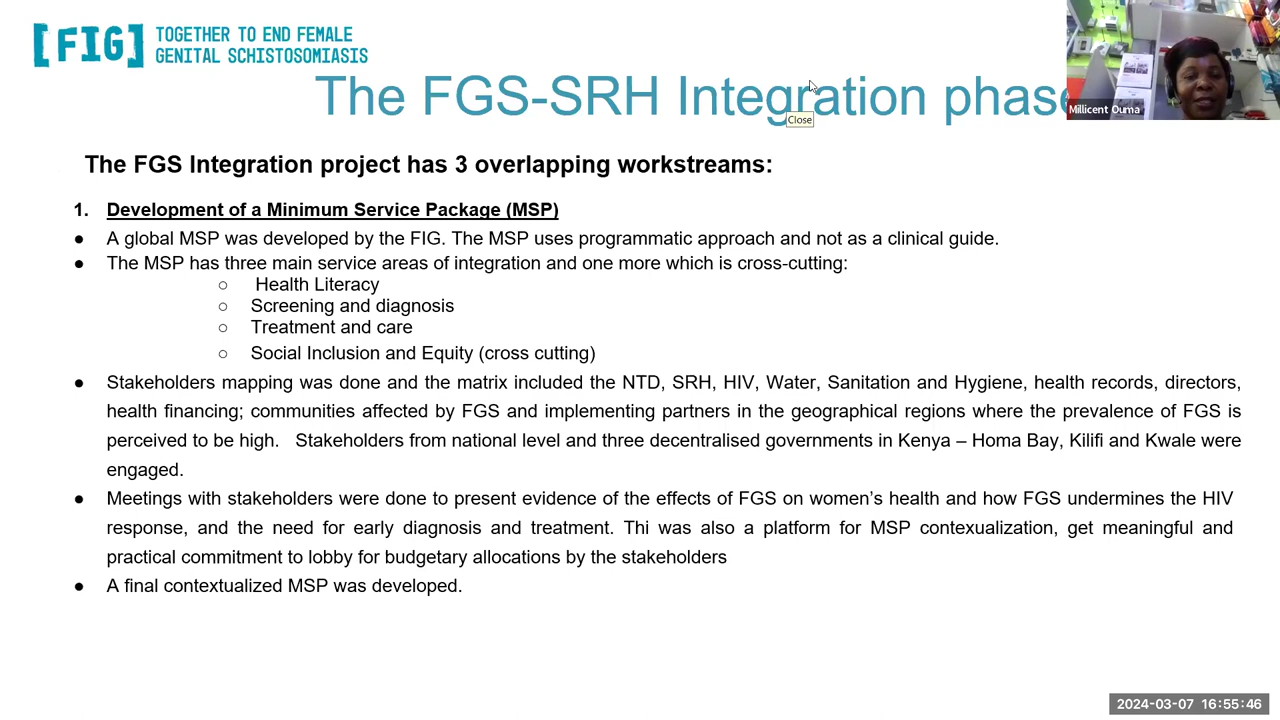 [FIG] TOGETHER TO END FEMALE
GENITAL SCHISTOSOMIASIS
The FGS-SRH Integration phase
Millicent Ouma
Close
The FGS Integration project has 3 overlapping workstreams:
1. Development of a Minimum Service Package (MSP)
● A global MSP was developed by the FIG. The MSP uses programmatic approach and not as a clinical guide.
● The MSP has three main service areas of integration and one more which is cross-cutting:
○ Health Literacy
○ Screening and diagnosis
○ Treatment and care
○ Social Inclusion and Equity (cross cutting)
● Stakeholders mapping was done and the matrix included the NTD, SRH, HIV, Water, Sanitation and Hygiene, health records, directors,
health financing; communities affected by FGS and implementing partners in the geographical regions where the prevalence of FGS is
perceived to be high. Stakeholders from national level and three decentralised governments in Kenya – Homa Bay, Kilifi and Kwale were
engaged.
● Meetings with stakeholders were done to present evidence of the effects of FGS on women’s health and how FGS undermines the HIV
response, and the need for early diagnosis and treatment. Thi was also a platform for MSP contexualization, get meaningful and
practical commitment to lobby for budgetary allocations by the stakeholders
● A final contextualized MSP was developed.
2024-03-07 16:55:46